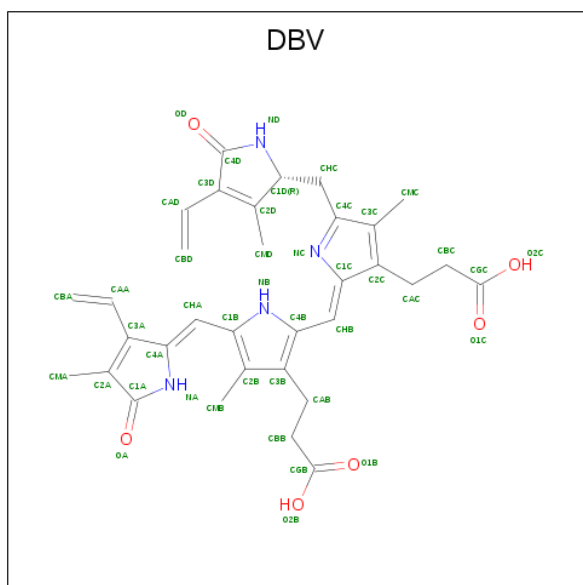 DBV
OD
H
ND
N
O
C4D
CHC
C3D
C1D(R)
CMC
CAD
C2D
C4C
C3C
CBD
CMD
NC
N
CBC
O2C
C1C
C2C
CGC
OH
NB
H
CAC
CBA
CAA
CHA
N
C1B
C4B
CHB
O
O1C
C3A
C4A
C2B
C3B
CMA
C2A
NH
NA
C1A
CMB
CAB
O
OA
CBB
CGB
O
O1B
HO
O2B